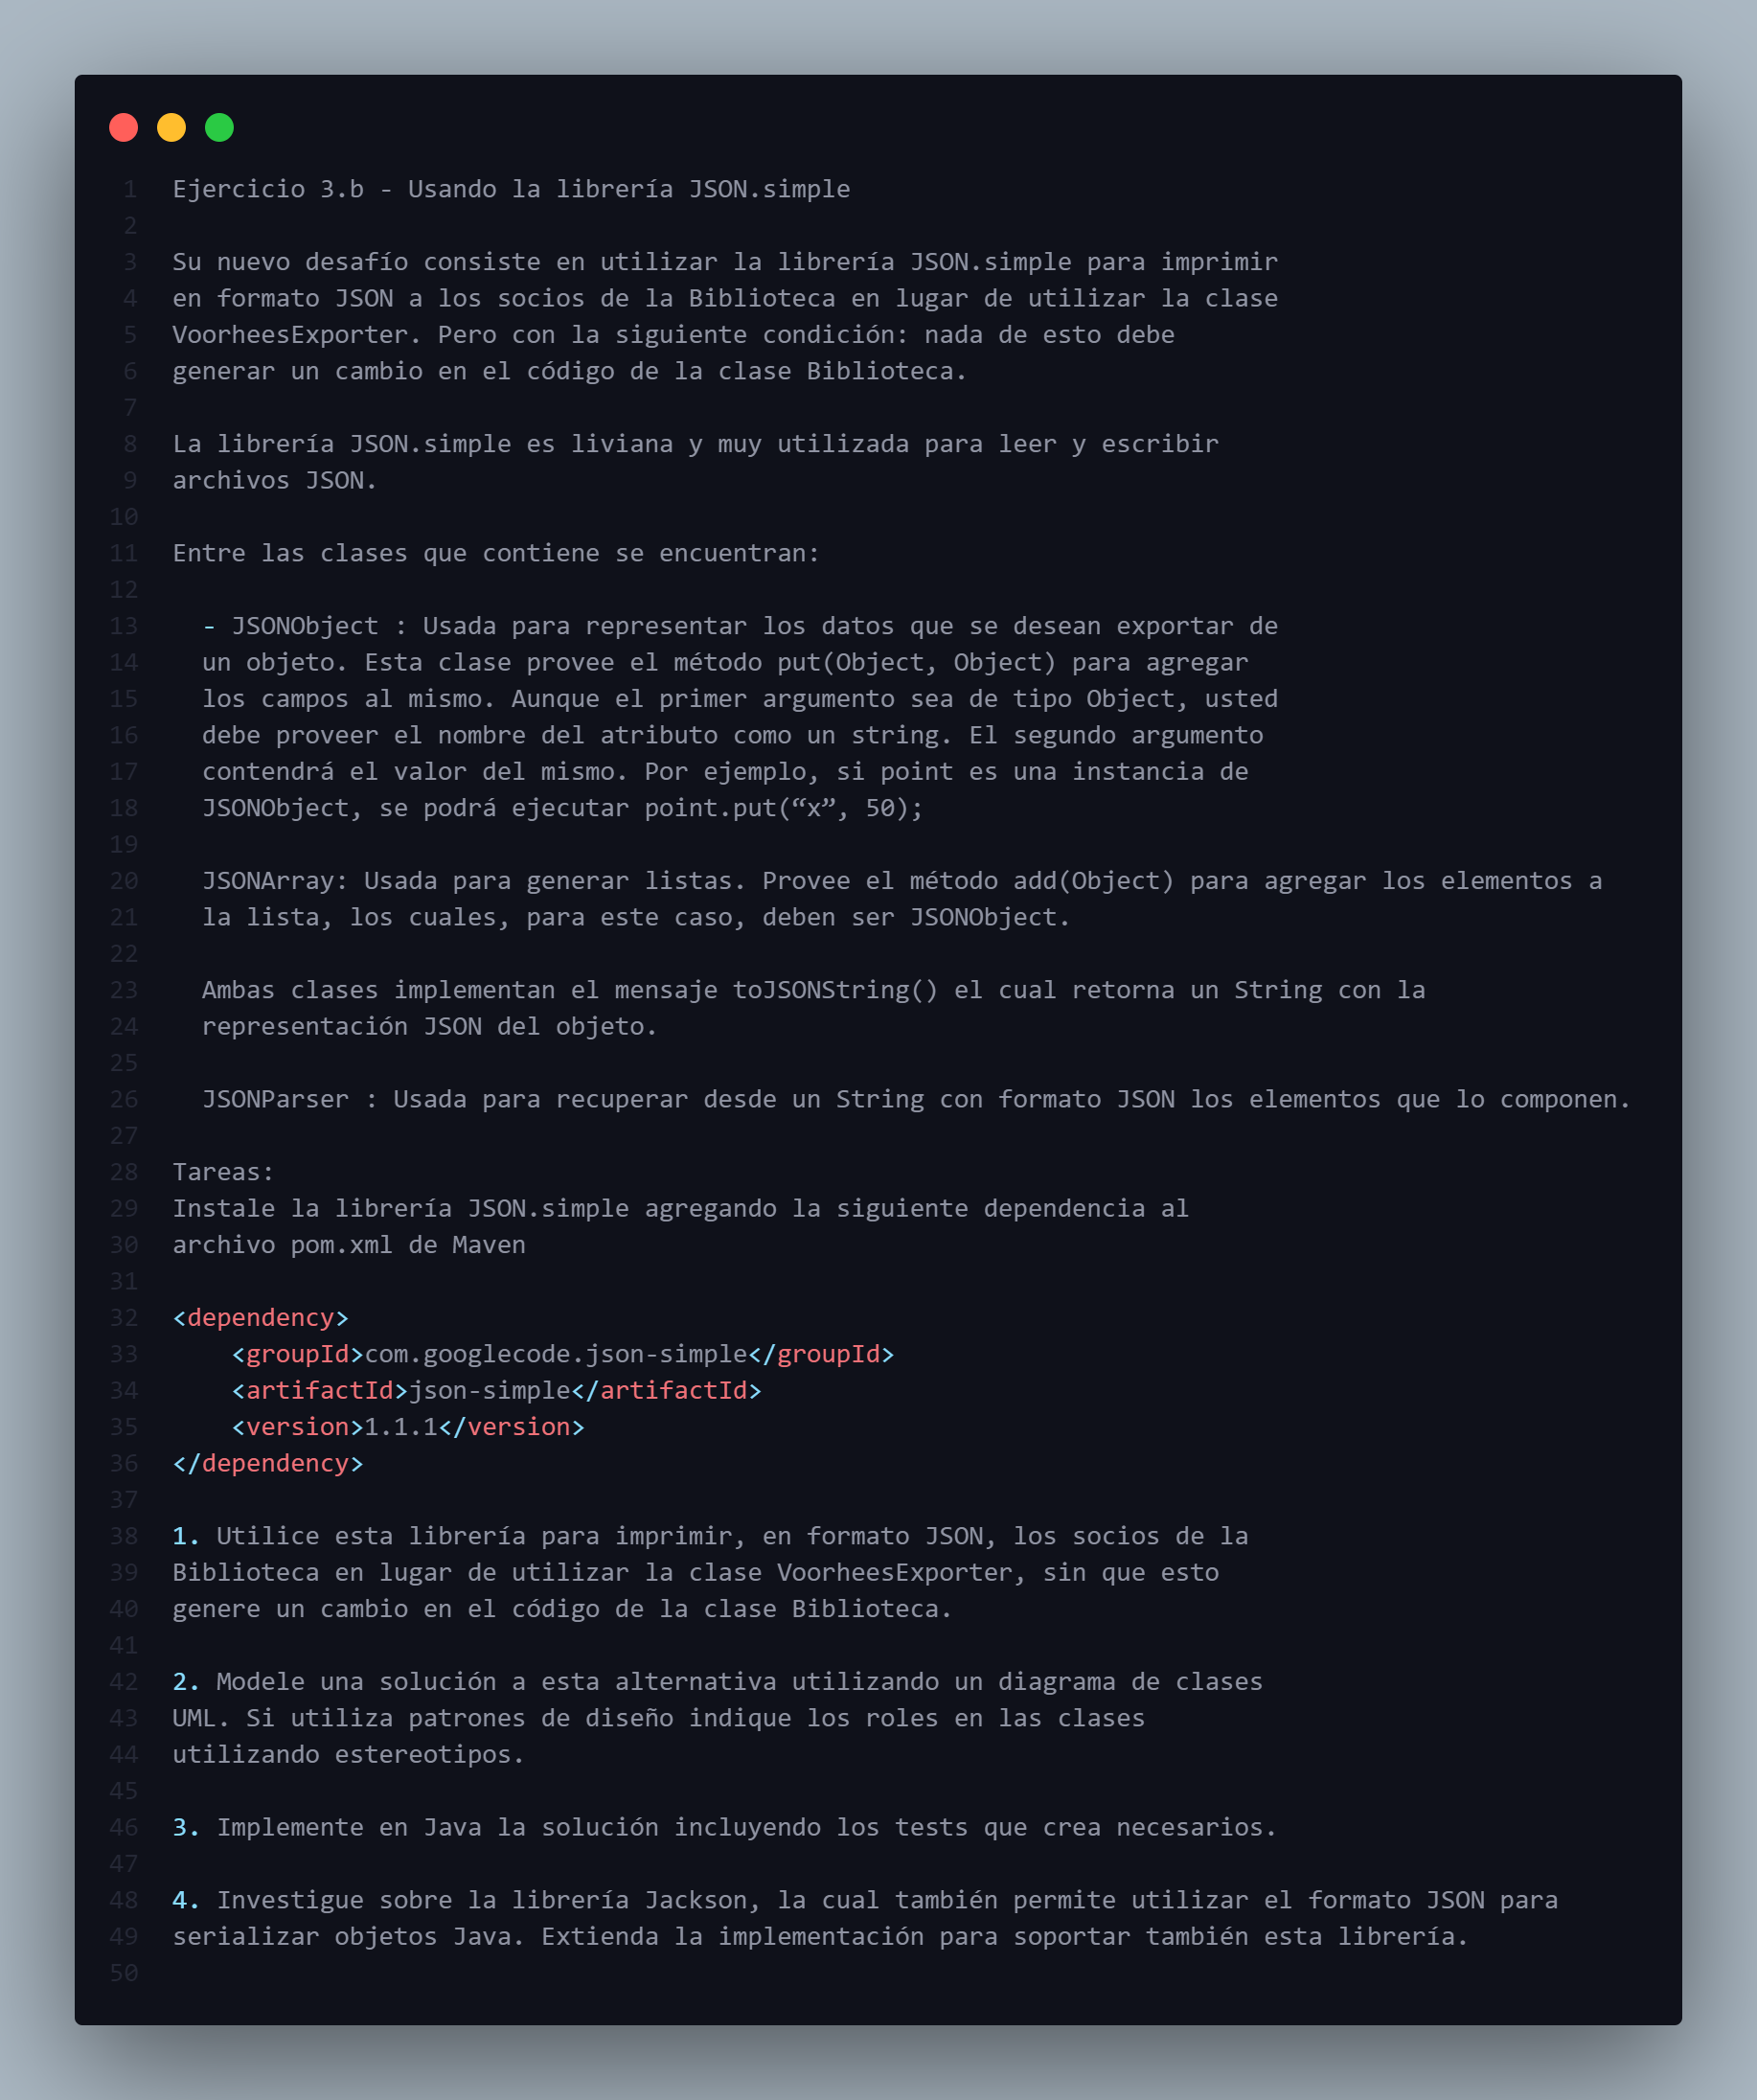 1 Ejercicio 3.b - Usando la librería JSON.simple
2
3 Su nuevo desafío consiste en utilizar la librería JSON.simple para imprimir
4 en formato JSON a los socios de la Biblioteca en lugar de utilizar la clase
5 VoorheesExporter. Pero con la siguiente condición: nada de esto debe
6 generar un cambio en el código de la clase Biblioteca.
7
8 La librería JSON.simple es liviana y muy utilizada para leer y escribir
9 archivos JSON.
10
11 Entre las clases que contiene se encuentran:
12
13   - JSONObject : Usada para representar los datos que se desean exportar de
14   un objeto. Esta clase provee el método put(Object, Object) para agregar
15   los campos al mismo. Aunque el primer argumento sea de tipo Object, usted
16   debe proveer el nombre del atributo como un string. El segundo argumento
17   contendrá el valor del mismo. Por ejemplo, si point es una instancia de
18   JSONObject, se podrá ejecutar point.put(“x”, 50);
19
20   JSONArray: Usada para generar listas. Provee el método add(Object) para agregar los elementos a
21   la lista, los cuales, para este caso, deben ser JSONObject.
22
23   Ambas clases implementan el mensaje toJSONString() el cual retorna un String con la
24   representación JSON del objeto.
25
26   JSONParser : Usada para recuperar desde un String con formato JSON los elementos que lo componen.
27
28 Tareas:
29 Instale la librería JSON.simple agregando la siguiente dependencia al
30 archivo pom.xml de Maven
31
32 <dependency>
33     <groupId>com.googlecode.json-simple</groupId>
34     <artifactId>json-simple</artifactId>
35     <version>1.1.1</version>
36 </dependency>
37
38 1. Utilice esta librería para imprimir, en formato JSON, los socios de la
39 Biblioteca en lugar de utilizar la clase VoorheesExporter, sin que esto
40 genere un cambio en el código de la clase Biblioteca.
41
42 2. Modele una solución a esta alternativa utilizando un diagrama de clases
43 UML. Si utiliza patrones de diseño indique los roles en las clases
44 utilizando estereotipos.
45
46 3. Implemente en Java la solución incluyendo los tests que crea necesarios.
47
48 4. Investigue sobre la librería Jackson, la cual también permite utilizar el formato JSON para
49 serializar objetos Java. Extienda la implementación para soportar también esta librería.
50